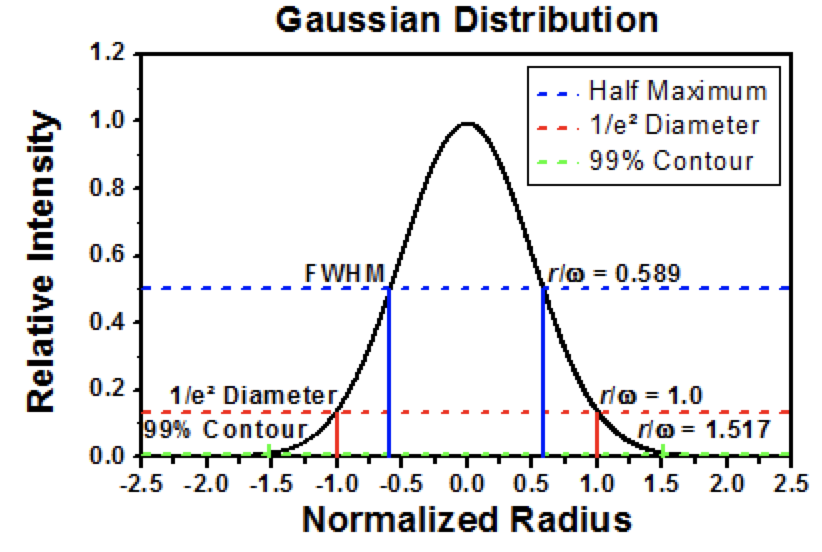 Gaussian Distribution
Relative Intensity
1.2
1.0
0.8
0.6
0.4
0.2
0.0
Half Maximum
1/e² Diameter
99% Contour
FWHM
r/ω = 0.589
1/e² Diameter
r/ω = 1.0
99% Contour
r/ω = 1.517
-2.5 -2.0 -1.5 -1.0 -0.5 0.0 0.5 1.0 1.5 2.0 2.5
Normalized Radius